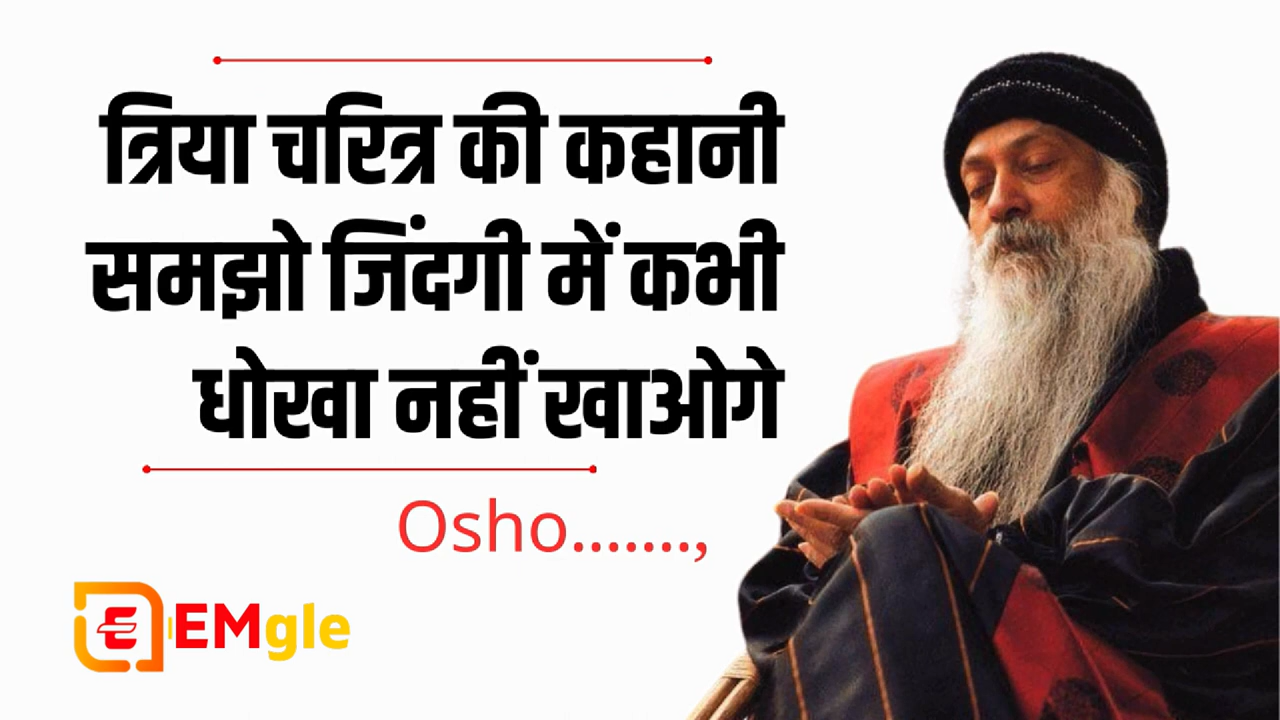 त्रिया चरित्र की कहानी
समझो जिंदगी में कभी
धोखा नहीं खाओगे
Osho.......,
EMgle